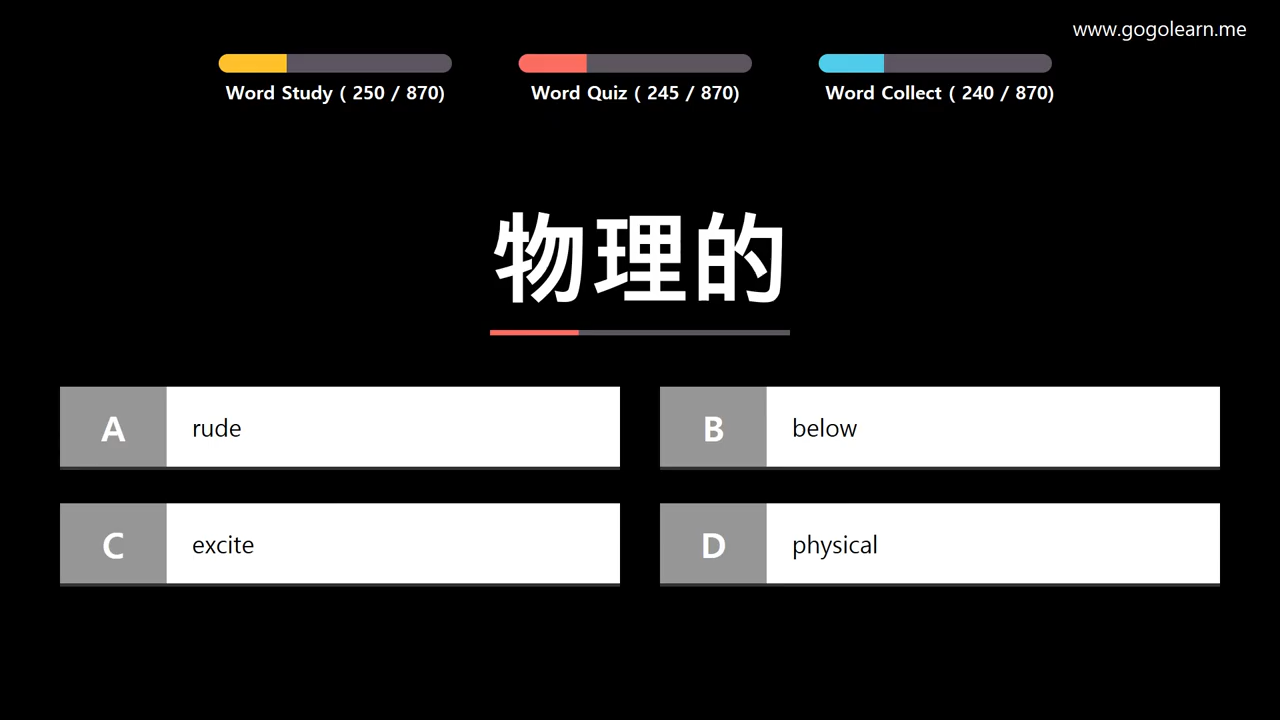 www.gogolearn.me
Word Study ( 250 / 870)
Word Quiz ( 245 / 870)
Word Collect ( 240 / 870)
物理的
A rude
B below
C excite
D physical